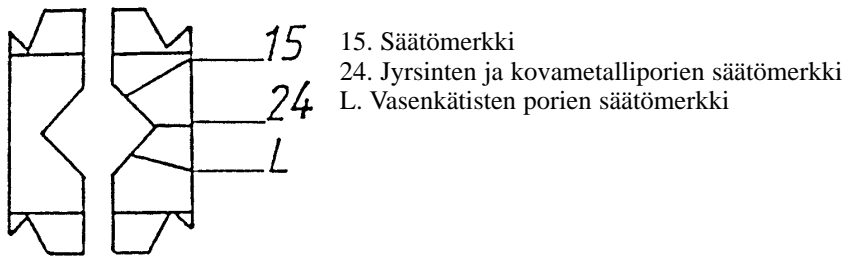 15
24
L
15. Säätömerkki
24. Jyrsinten ja kovametalliporien säätömerkki
L. Vasenkätisten porien säätömerkki